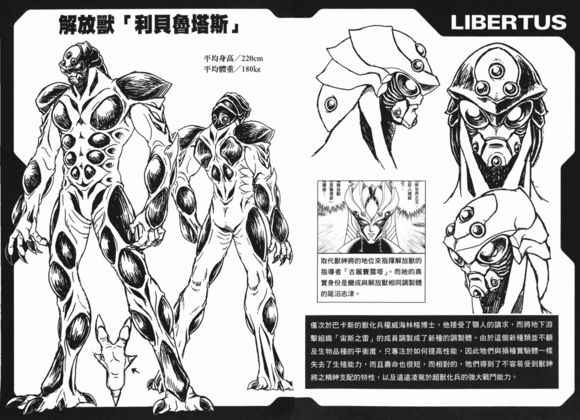 解放獸「利貝魯塔斯」
平均身高／220cm
平均體重／180kg
LIBERTUS
取代獸神將的地位來指揮解放獸的
指導者「古麗賽露塔」。而她的真
實身份是變成與解放獸相同調製體
的尾沼志津。
僅次於巴卡斯的獸化兵權威海林格博士，他接受了顎人的請求，而將地下游
擊組織「宙斯之雷」的成員調製成了新種的調製體。由於這個新種類並不顧
及生物品種的平衡度，只專注於如何提高性能，因此牠們與損種實驗體一樣
失去了生殖能力，而且壽命也很短，而相對的，牠們得到了不容易受到獸神
將之精神支配的特性，以及遠遠凌駕於超獸化兵的強大戰鬥能力。